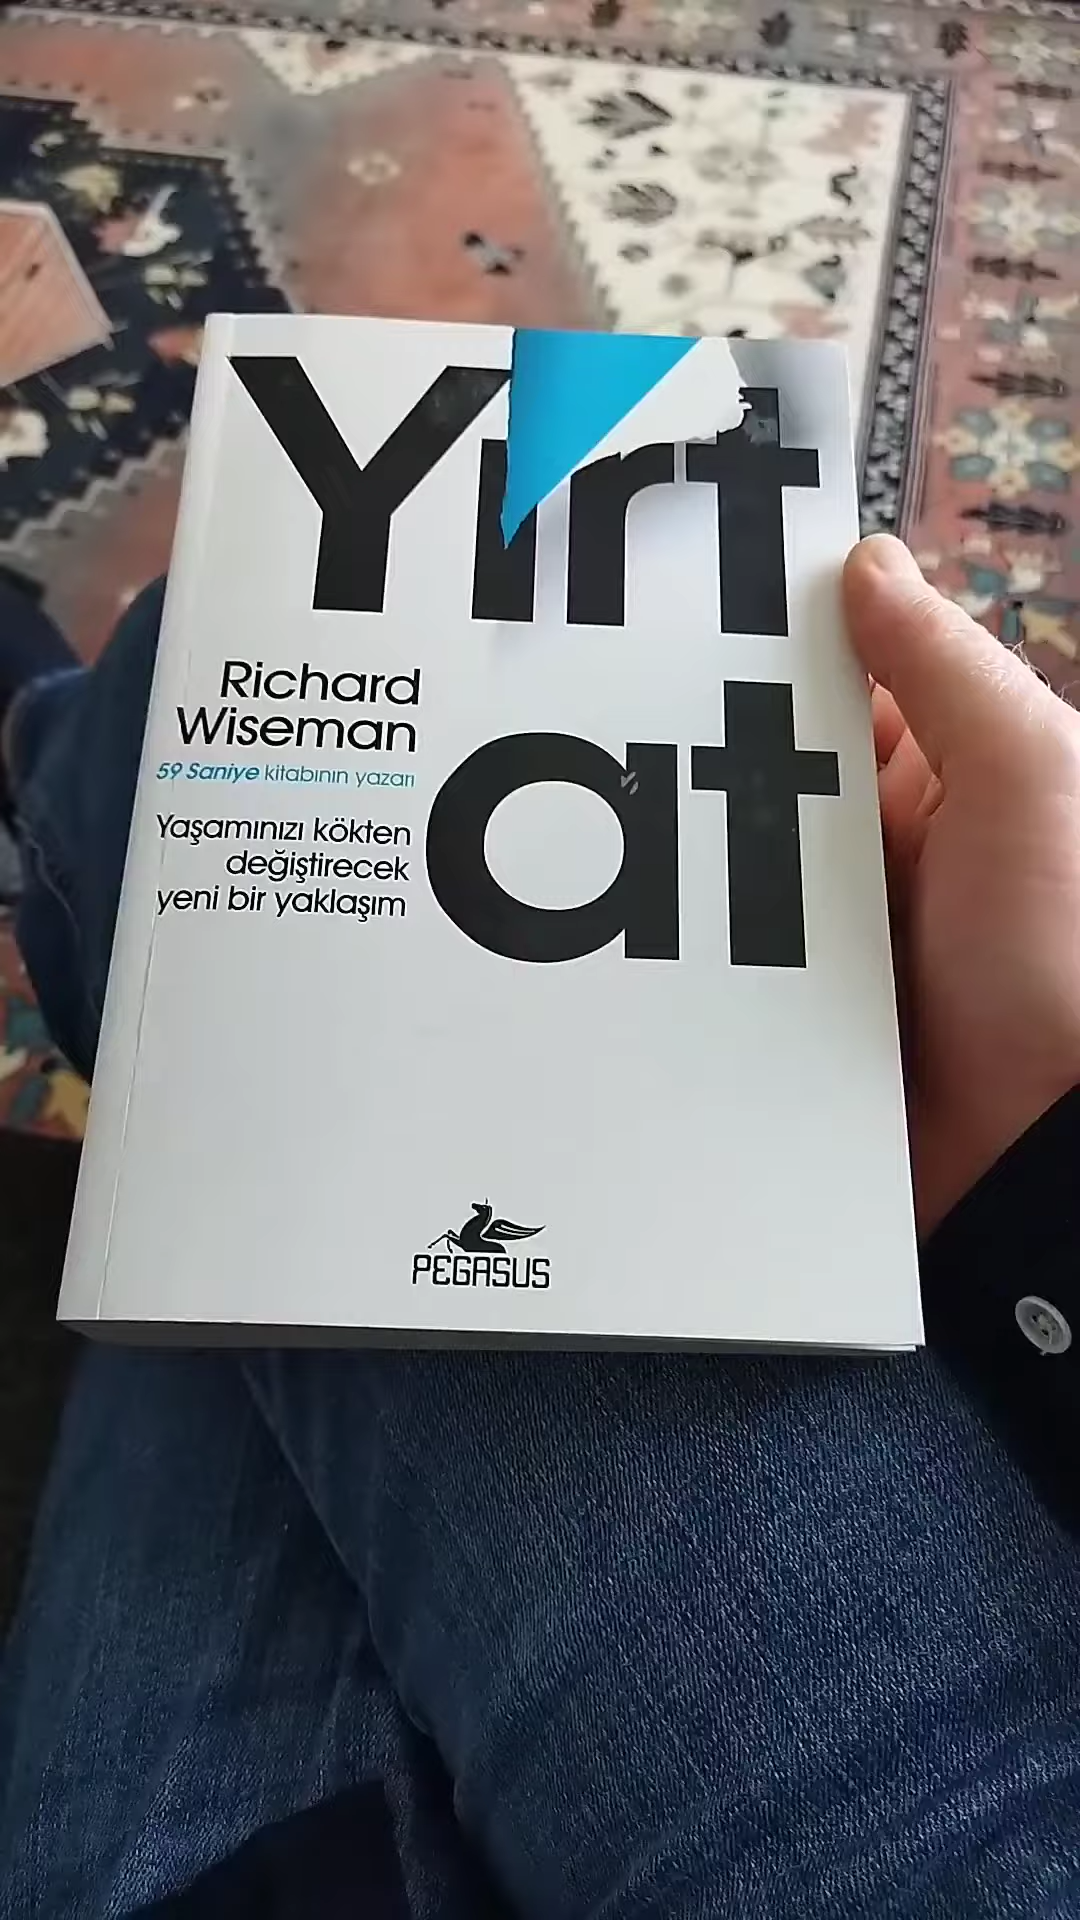 Yırt
at
Richard
Wiseman
59 Saniye kitabının yazarı
Yaşamınızı kökten
değiştirecek
yeni bir yaklaşım
PEGASUS